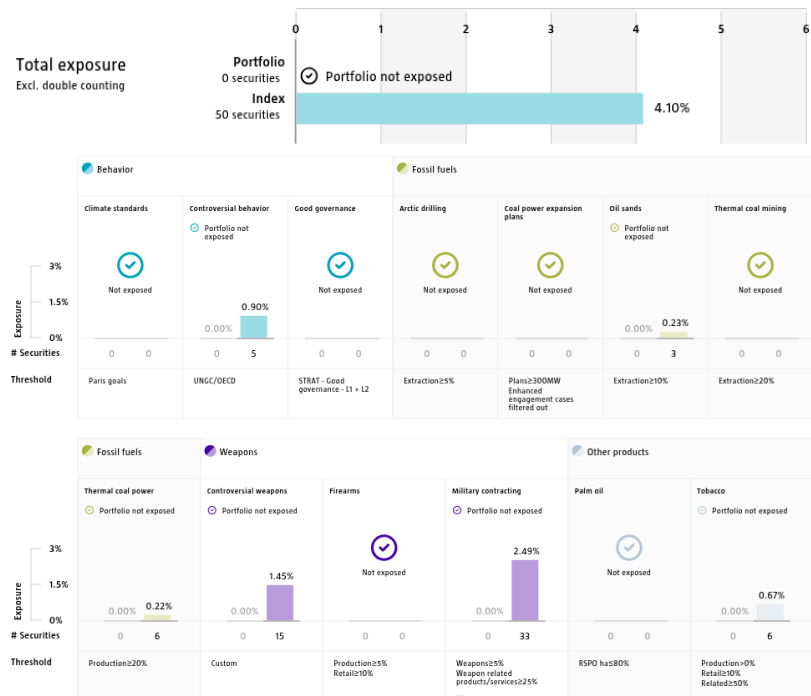 0 1 2 3 4 5 6
Total exposure
Excl. double counting
Portfolio
0 securities
Portfolio not exposed
Index
50 securities
4.10%
Behavior
Fossil fuels
Climate standards
Controversial behavior
Good governance
Arctic drilling
Coal power expansion
plans
Oil sands
Thermal coal mining
Portfolio not
exposed
Portfolio not
exposed
Not exposed
Not exposed
Not exposed
Not exposed
Not exposed
Exposure
3%
1.5%
0%
0.00%
0.90%
0.00%
0.23%
# Securities
0 0
0 5
0 0
0 0
0 0
0 3
0 0
Threshold
Paris goals
UNGC/OECD
STRAT - Good
governance - L1 + L2
Extraction≥5%
Plans≥300MW
Enhanced
engagement cases
filtered out
Extraction≥10%
Extraction≥20%
Fossil fuels
Weapons
Other products
Thermal coal power
Controversial weapons
Firearms
Military contracting
Palm oil
Tobacco
Portfolio not exposed
Portfolio not exposed
Portfolio not exposed
Portfolio not exposed
Not exposed
Not exposed
Exposure
3%
1.5%
0%
0.00%
0.22%
0.00%
1.45%
0.00%
2.49%
0.00%
0.67%
# Securities
0 6
0 15
0 0
0 33
0 0
0 6
Threshold
Production≥20%
Custom
Production≥5%
Retail≥10%
Weapons≥5%
Weapon related
products/services≥25%
RSPO ha≤80%
Production>0%
Retail≥10%
Related≥50%